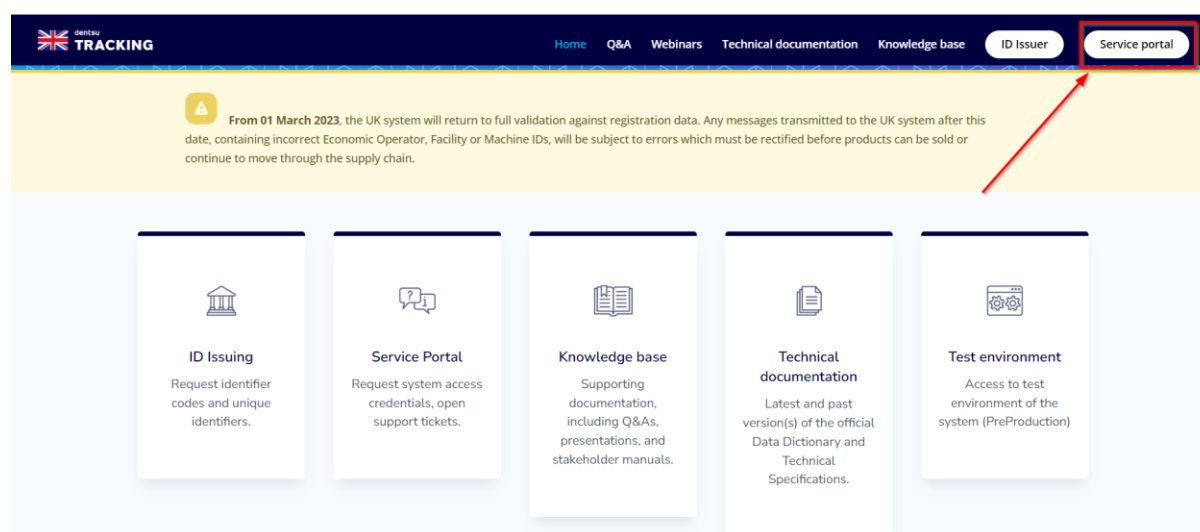 dentsu
TRACKING
Home Q&A Webinars Technical documentation Knowledge base ID Issuer Service portal
From 01 March 2023, the UK system will return to full validation against registration data. Any messages transmitted to the UK system after this
date, containing incorrect Economic Operator, Facility or Machine IDs, will be subject to errors which must be rectified before products can be sold or
continue to move through the supply chain.
ID Issuing
Request identifier
codes and unique
identifiers.
Service Portal
Request system access
credentials, open
support tickets.
Knowledge base
Supporting
documentation,
including Q&As,
presentations, and
stakeholder manuals.
Technical
documentation
Latest and past
version(s) of the official
Data Dictionary and
Technical
Specifications.
Test environment
Access to test
environment of the
system (PreProduction)